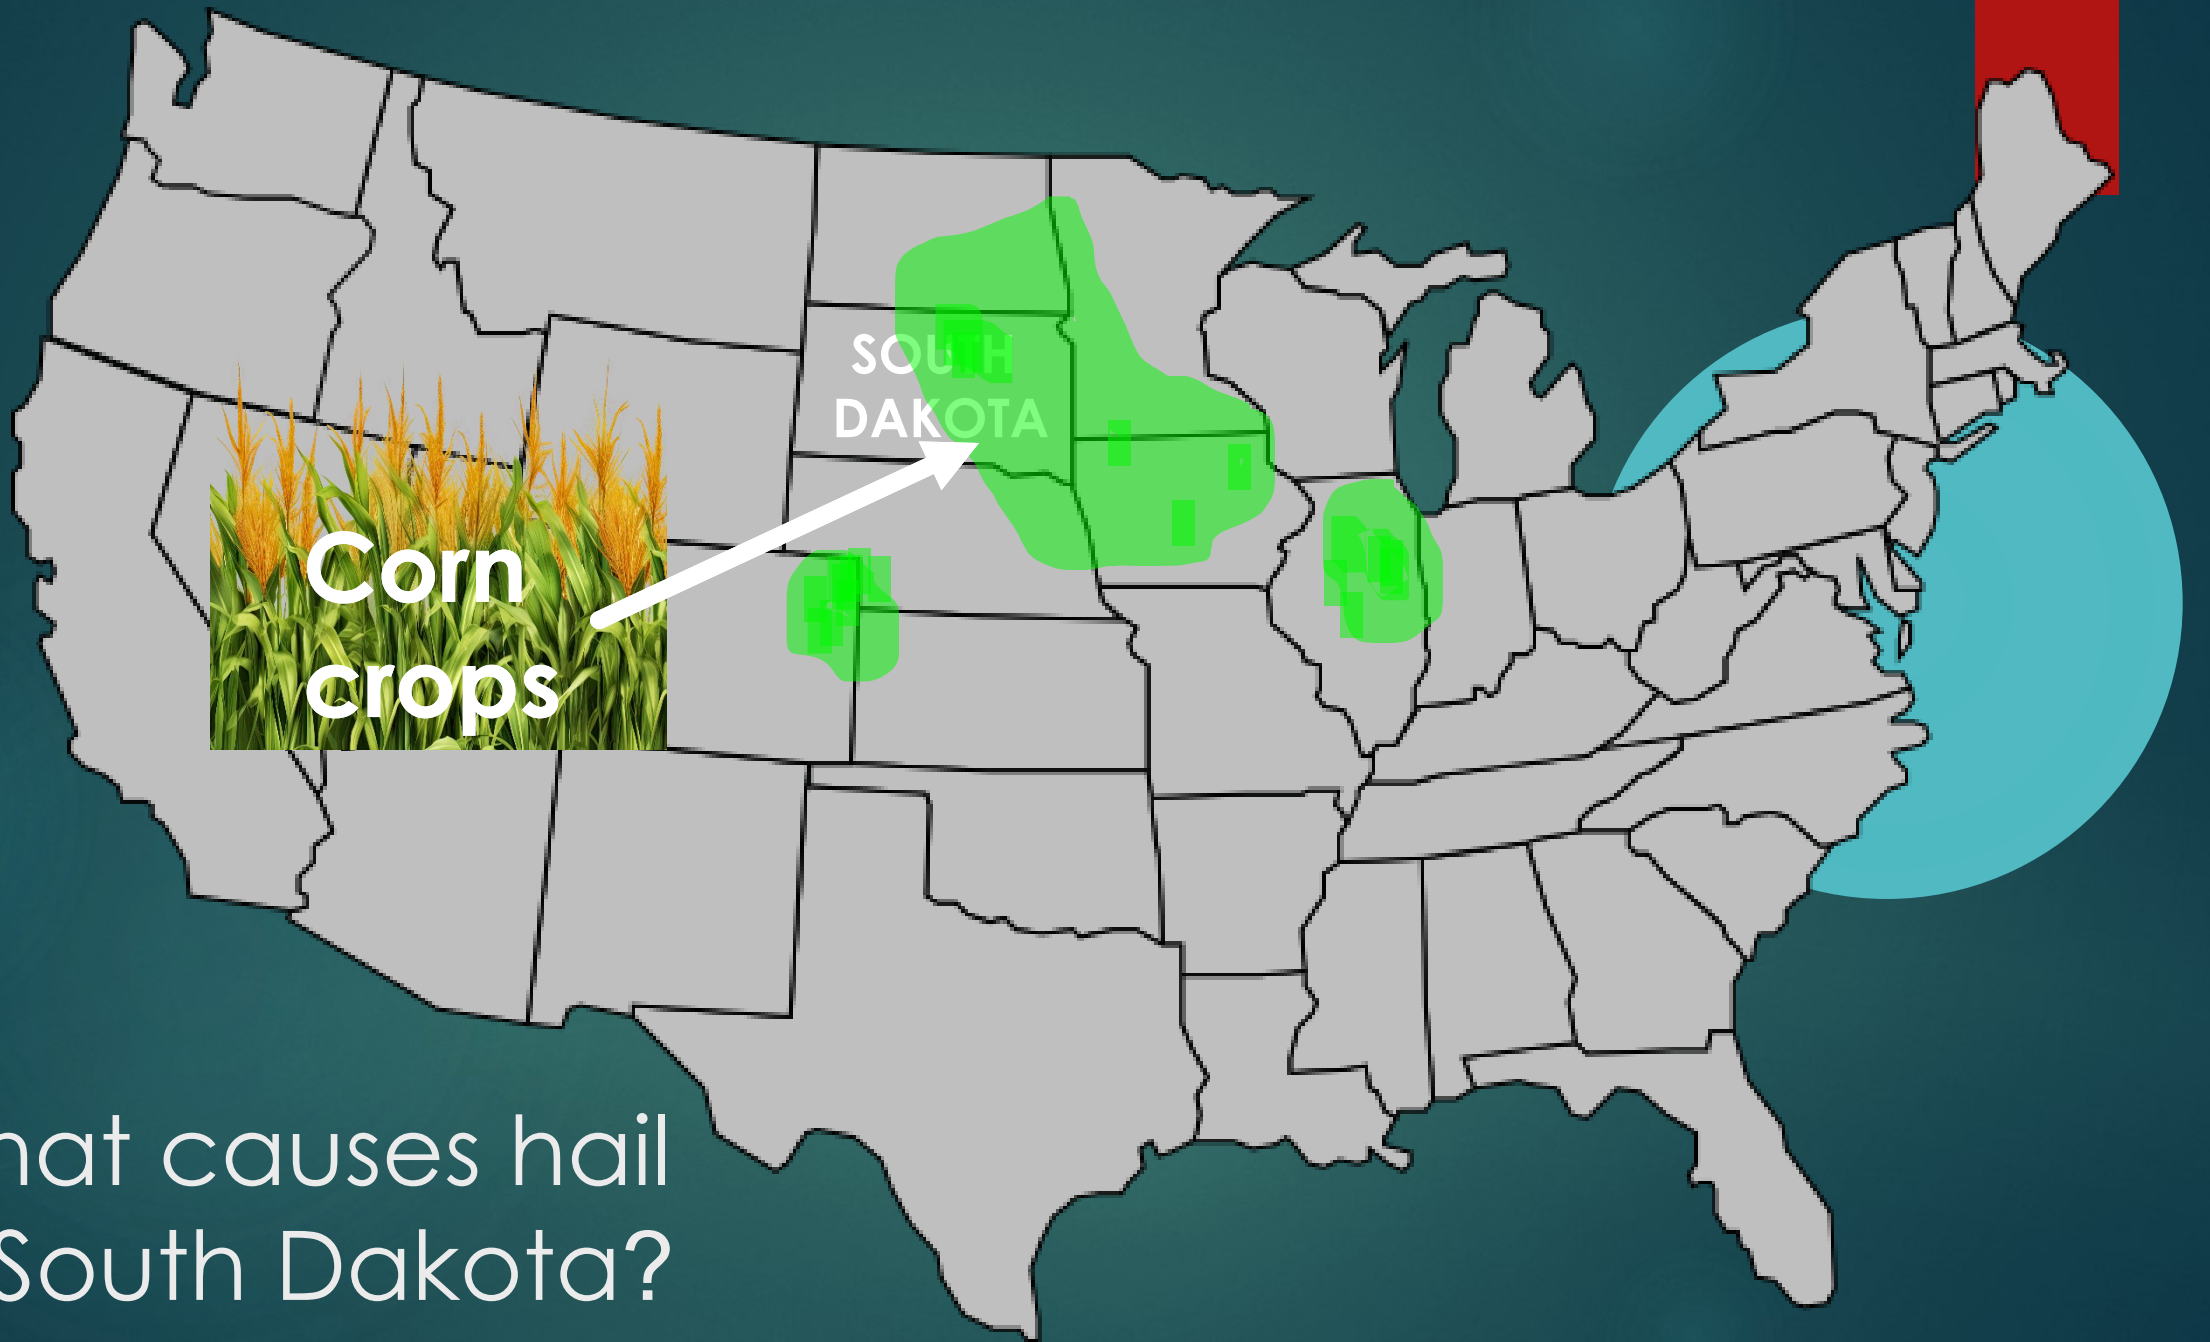 SOUTH
DAKOTA
Corn
crops
hat causes hail
South Dakota?